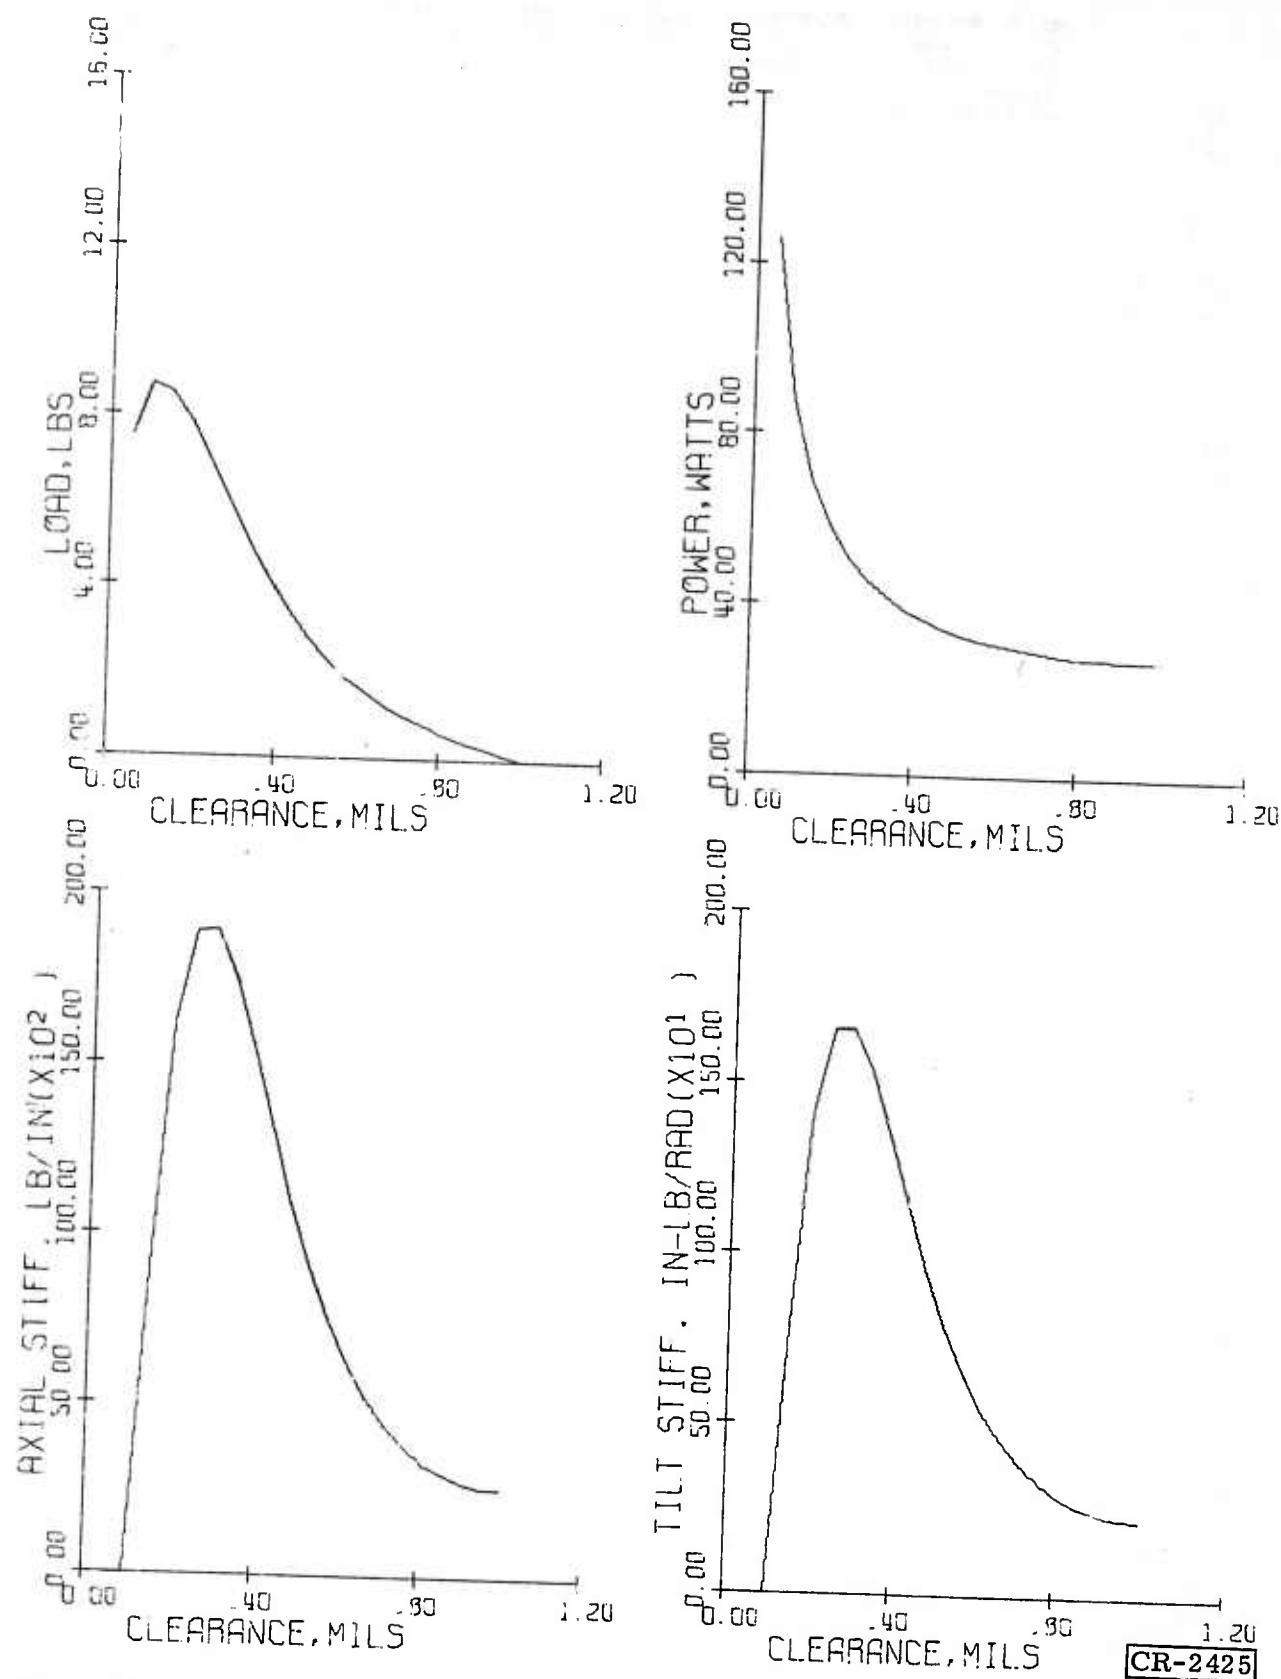 16.00
12.00
8.00
4.00
0.00
LOAD, LBS
0.00 .40 .80 1.20
CLEARANCE, MILS
160.00
120.00
80.00
40.00
0.00
POWER, WATTS
0.00 .40 .80 1.20
CLEARANCE, MILS
200.00
150.00
100.00
50.00
0.00
AXIAL STIFF, LB/IN(X10² )
0.00 .40 .80 1.20
CLEARANCE, MILS
200.00
150.00
100.00
50.00
0.00
TILT STIFF, IN-LB/RAD(X10¹ )
0.00 .40 .80 1.20
CLEARANCE, MILS
CR-2425